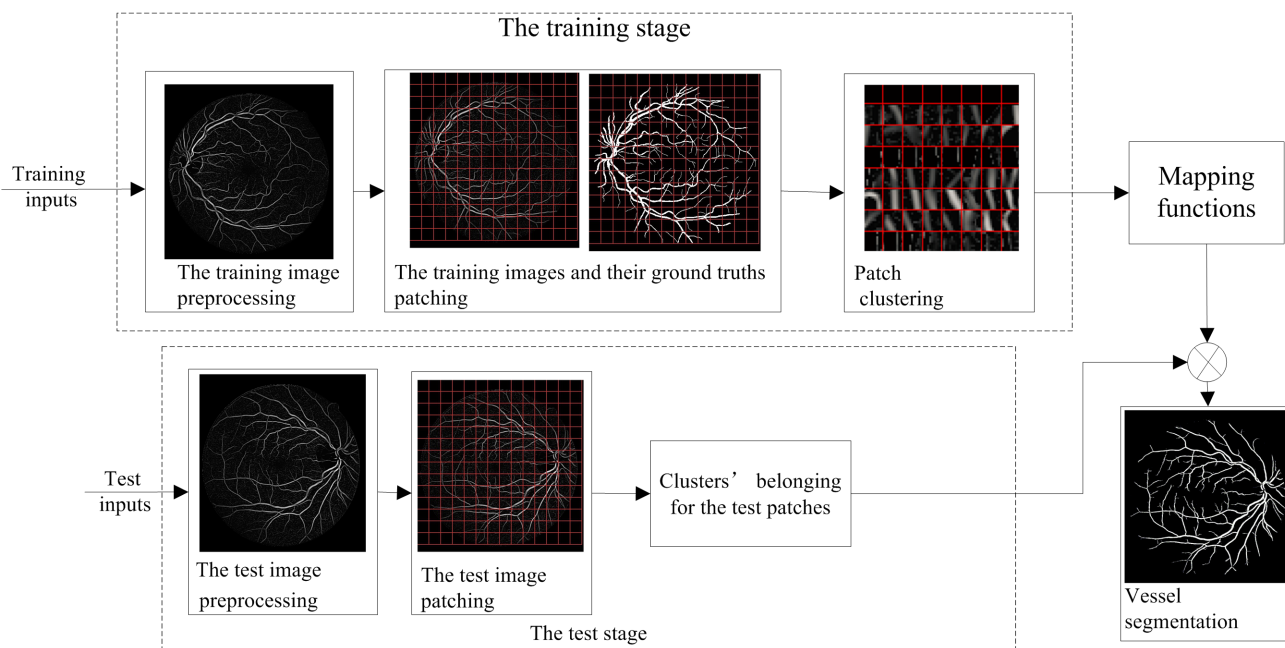 The training stage
Training
inputs
The training image
preprocessing
The training images and their ground truths
patching
Patch
clustering
Mapping
functions
Test
inputs
The test image
preprocessing
The test image
patching
Clusters’ belonging
for the test patches
Vessel
segmentation
The test stage